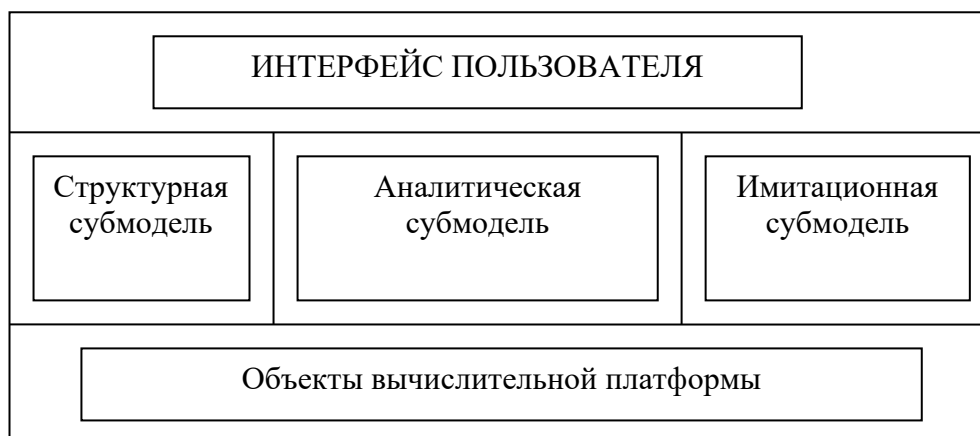 ИНТЕРФЕЙС ПОЛЬЗОВАТЕЛЯ
Структурная
субмодель
Аналитическая
субмодель
Имитационная
субмодель
Объекты вычислительной платформы